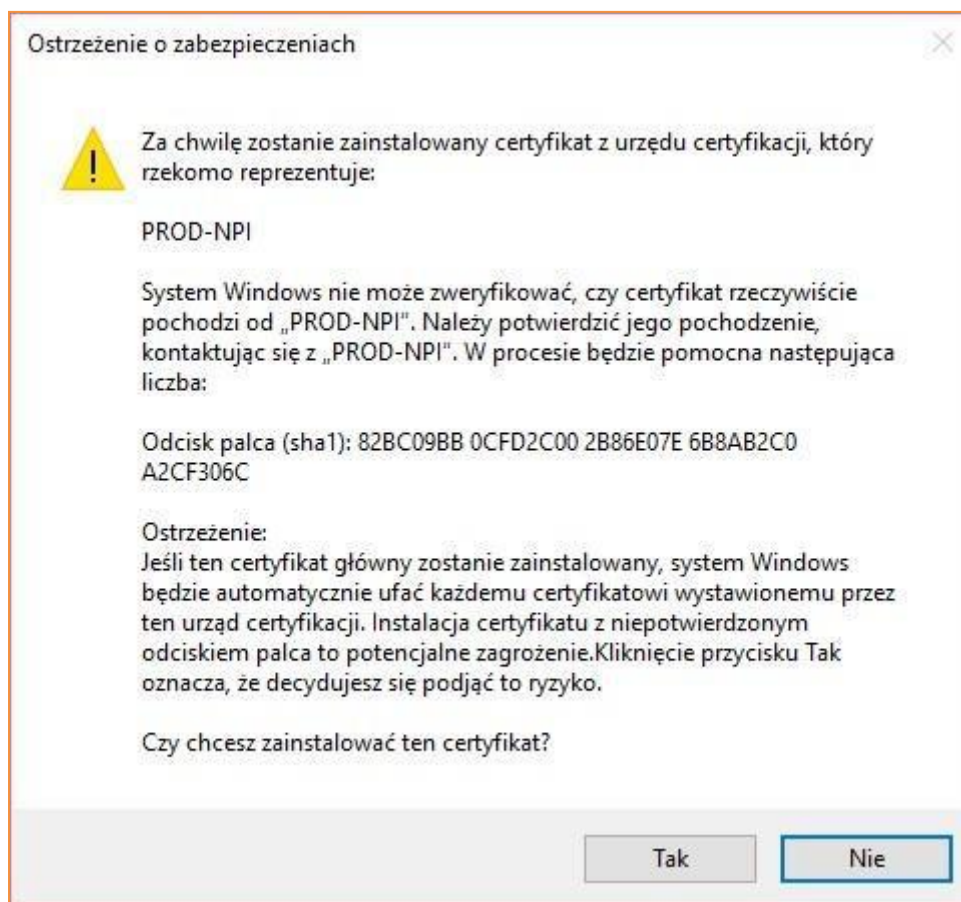 Ostrzeżenie o zabezpieczeniach
Za chwilę zostanie zainstalowany certyfikat z urzędu certyfikacji, który
rzekomo reprezentuje:
PROD-NPI
System Windows nie może zweryfikować, czy certyfikat rzeczywiście
pochodzi od „PROD-NPI”. Należy potwierdzić jego pochodzenie,
kontaktując się z „PROD-NPI”. W procesie będzie pomocna następująca
liczba:
Odcisk palca (sha1): 82BC09BB 0CFD2C00 2B86E07E 6B8AB2C0
A2CF306C
Ostrzeżenie:
Jeśli ten certyfikat główny zostanie zainstalowany, system Windows
będzie automatycznie ufać każdemu certyfikatowi wystawionemu przez
ten urząd certyfikacji. Instalacja certyfikatu z niepotwierdzonym
odciskiem palca to potencjalne zagrożenie.Kliknięcie przycisku Tak
oznacza, że decydujesz się podjąć to ryzyko.
Czy chcesz zainstalować ten certyfikat?
Tak
Nie